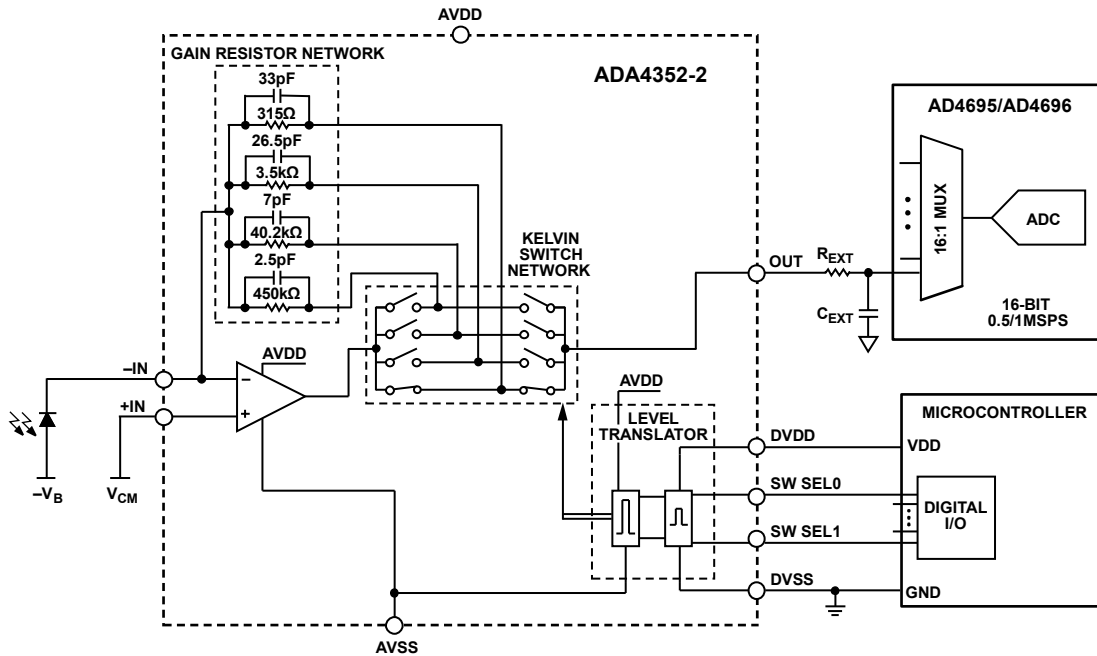 AVDD
GAIN RESISTOR NETWORK
33pF
315Ω
26.5pF
3.5kΩ
7pF
40.2kΩ
2.5pF
450kΩ
ADA4352-2
KELVIN
SWITCH
NETWORK
AVDD
–IN
+IN
–
+
–VB
VCM
AVSS
AVDD
LEVEL
TRANSLATOR
OUT
REXT
CEXT
AD4695/AD4696
16:1 MUX
ADC
16-BIT
0.5/1MSPS
MICROCONTROLLER
DVDD
VDD
SW SEL0
SW SEL1
DIGITAL
I/O
DVSS
GND